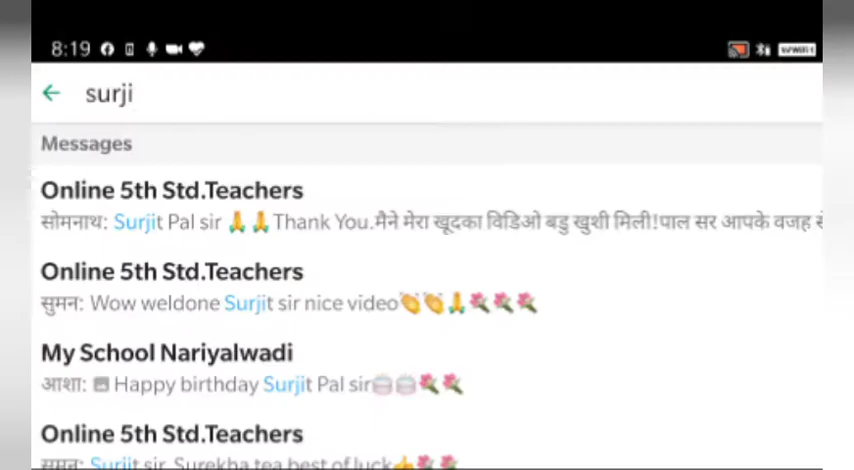 8:19
surji
Messages
Online 5th Std.Teachers
सोमनाथ: Surjit Pal sir 🙏🙏Thank You.मैने मेरा खूदका विडिओ बडु खुशी मिली!पाल सर आपके वजह से
Online 5th Std.Teachers
सुमन: Wow weldone Surjit sir nice video👏👏🙏🌹🌹🌹
My School Nariyalwadi
आशा: Happy birthday Surjit Pal sir🎂🎂🌹🌹
Online 5th Std.Teachers
सुमन: Surjit sir, Surekha tea best of luck👍🌹🌹